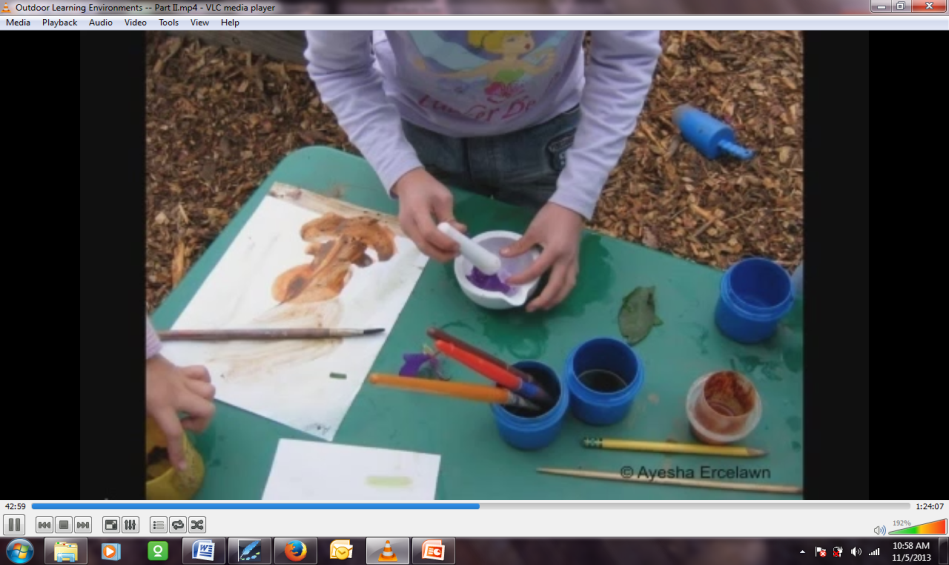 Outdoor Learning Environments -- Part II.mp4 - VLC media player
Media Playback Audio Video Tools View Help
© Ayesha Ercelawn
42:59
1:24:07
192%
10:58 AM
11/5/2013